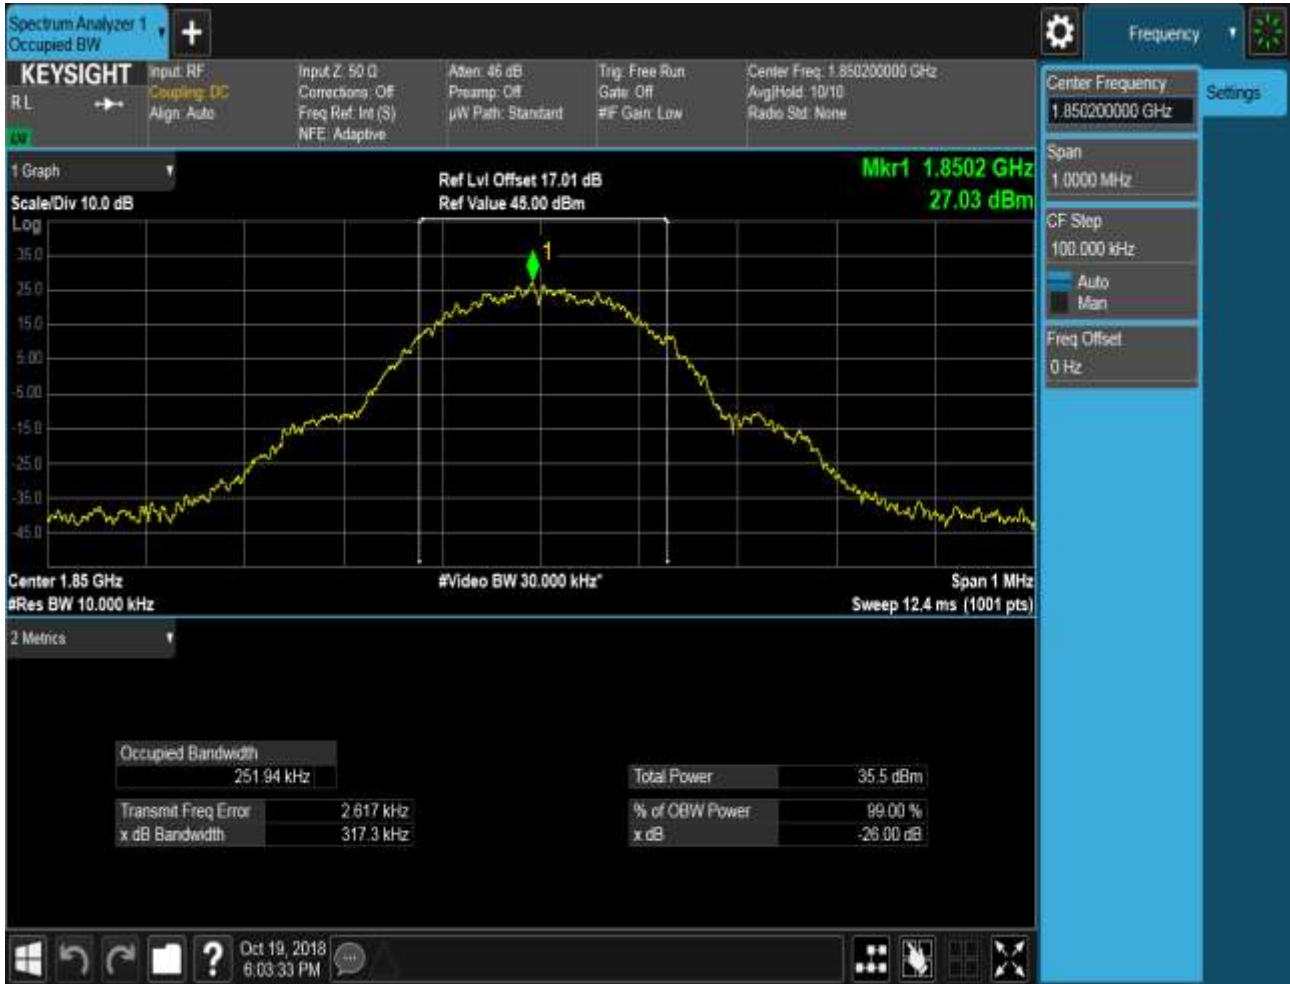 Spectrum Analyzer 1
Occupied BW
Frequency
KEYSIGHT
RL
LXI
Input: RF
Coupling: DC
Align: Auto
Input Z: 50 Ω
Corrections: Off
Freq Ref: Int (S)
NFE: Adaptive
Atten: 46 dB
Preamp: Off
µW Path: Standard
Trig: Free Run
Gate: Off
#IF Gain: Low
Center Freq: 1.850200000 GHz
Avg|Hold: 10/10
Radio Std: None
Center Frequency
1.850200000 GHz
Settings
Span
1.0000 MHz
CF Step
100.000 kHz
Auto
Man
Freq Offset
0 Hz
1 Graph
Scale/Div 10.0 dB
Log
Ref Lvl Offset 17.01 dB
Ref Value 45.00 dBm
Mkr1 1.8502 GHz
27.03 dBm
1
35.0
25.0
15.0
5.00
-5.00
-15.0
-25.0
-35.0
-45.0
Center 1.85 GHz
#Res BW 10.000 kHz
#Video BW 30.000 kHz*
Span 1 MHz
Sweep 12.4 ms (1001 pts)
2 Metrics
Occupied Bandwidth
251.94 kHz
Total Power 35.5 dBm
Transmit Freq Error 2.617 kHz
% of OBW Power 99.00 %
x dB Bandwidth 317.3 kHz
x dB -26.00 dB
?
Oct 19, 2018
6:03:33 PM